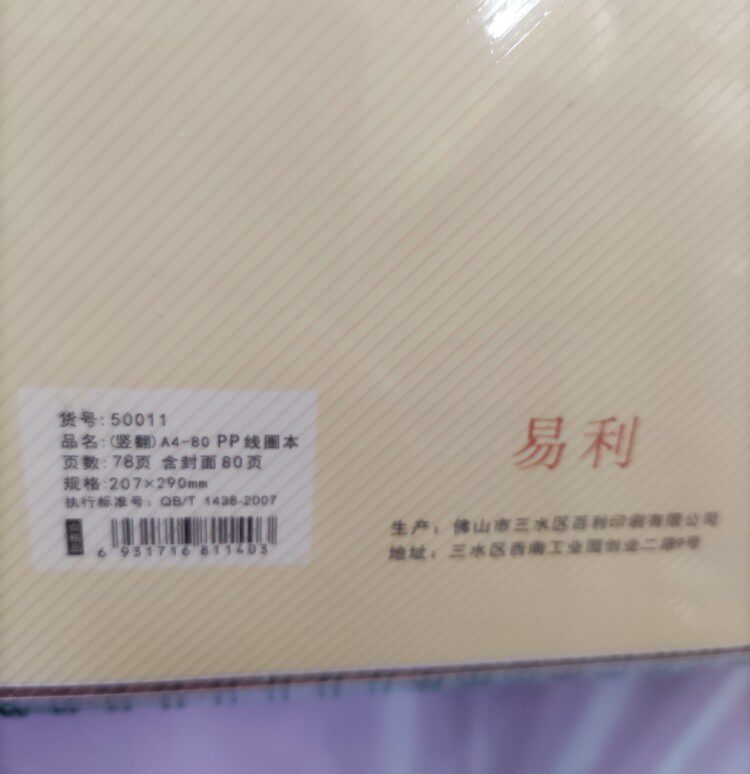 货号:50011
品名:(竖翻)A4-80 PP线圈本
页数:78页 含封面80页
规格:207×290mm
执行标准号: QB/T 1438-2007
合格品
6 931716 811403
易利
生产: 佛山市三水区百利印刷有限公司
地址: 三水区西南工业园创业二路